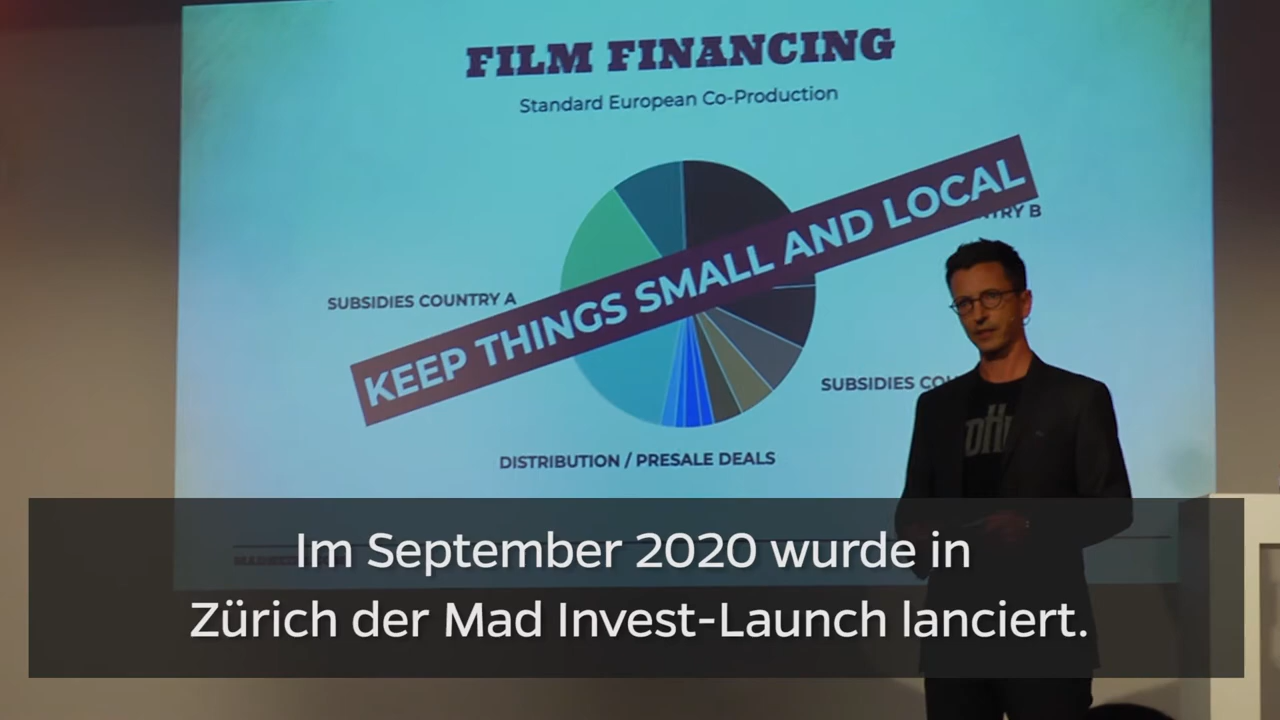 FILM FINANCING
Standard European Co-Production
KEEP THINGS SMALL AND LOCAL
SUBSIDIES COUNTRY A
SUBSIDIES
DISTRIBUTION / PRESALE DEALS
Im September 2020 wurde in
Zürich der Mad Invest-Launch lanciert.